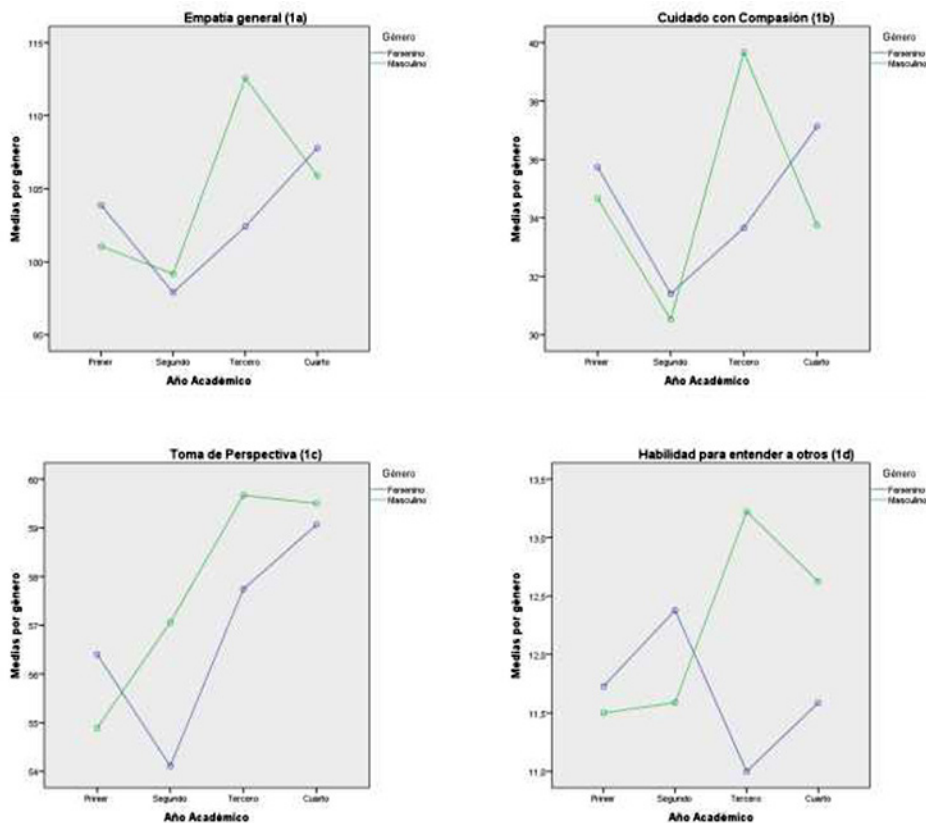 Empatía general (1a)
Género
Femenino
Masculino
115
110
105
100
95
Medias por género
Primer Segundo Tercero Cuarto
Año Académico
Cuidado con Compasión (1b)
Género
Femenino
Masculino
40
38
36
34
32
30
Medias por género
Primer Segundo Tercero Cuarto
Año Académico
Toma de Perspectiva (1c)
Género
Femenino
Masculino
60
59
58
57
56
55
54
Medias por género
Primer Segundo Tercero Cuarto
Año Académico
Habilidad para entender a otros (1d)
Género
Femenino
Masculino
13,5
13,0
12,5
12,0
11,5
11,0
Medias por género
Primer Segundo Tercero Cuarto
Año Académico